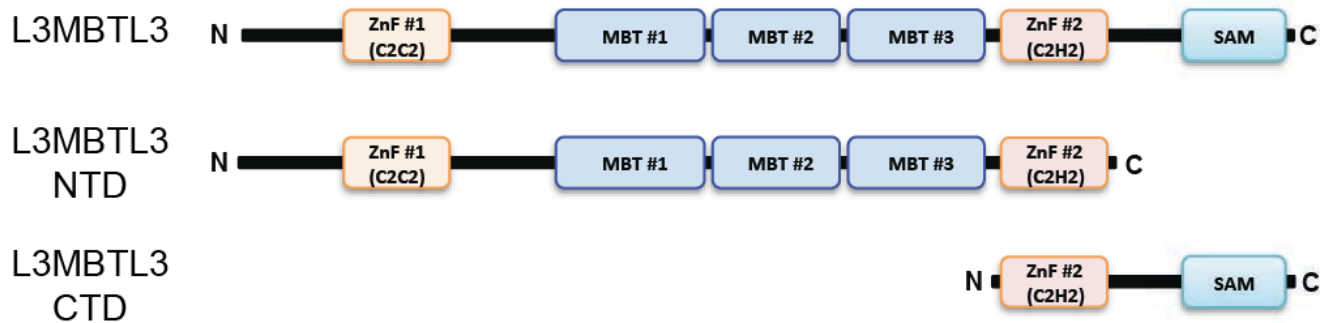 L3MBTL3
N
ZnF #1
(C2C2)
MBT #1
MBT #2
MBT #3
ZnF #2
(C2H2)
SAM
C
L3MBTL3
NTD
N
ZnF #1
(C2C2)
MBT #1
MBT #2
MBT #3
ZnF #2
(C2H2)
C
L3MBTL3
CTD
N
ZnF #2
(C2H2)
SAM
C